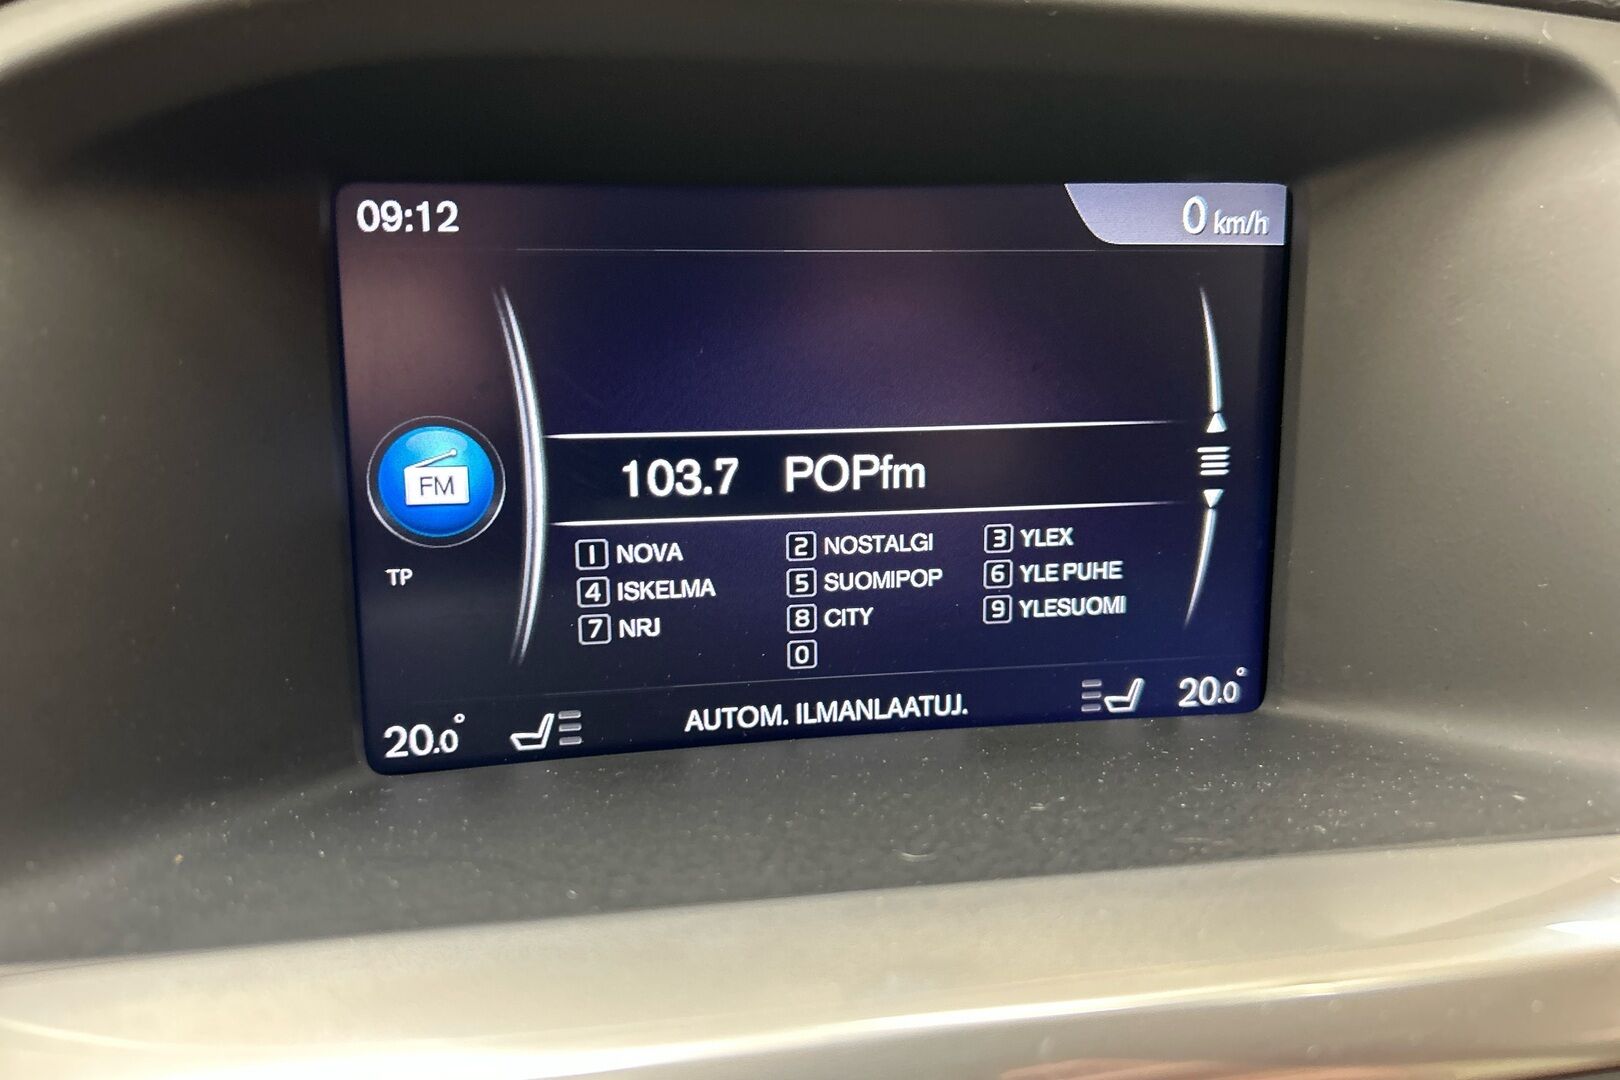 09:12 0 km/h
FM 103.7 POPfm
TP
1 NOVA 2 NOSTALGI 3 YLEX
4 ISKELMA 5 SUOMIPOP 6 YLE PUHE
7 NRJ 8 CITY 9 YLESUOMI
0
20.0° AUTOM. ILMANLAATUJ. 20.0°